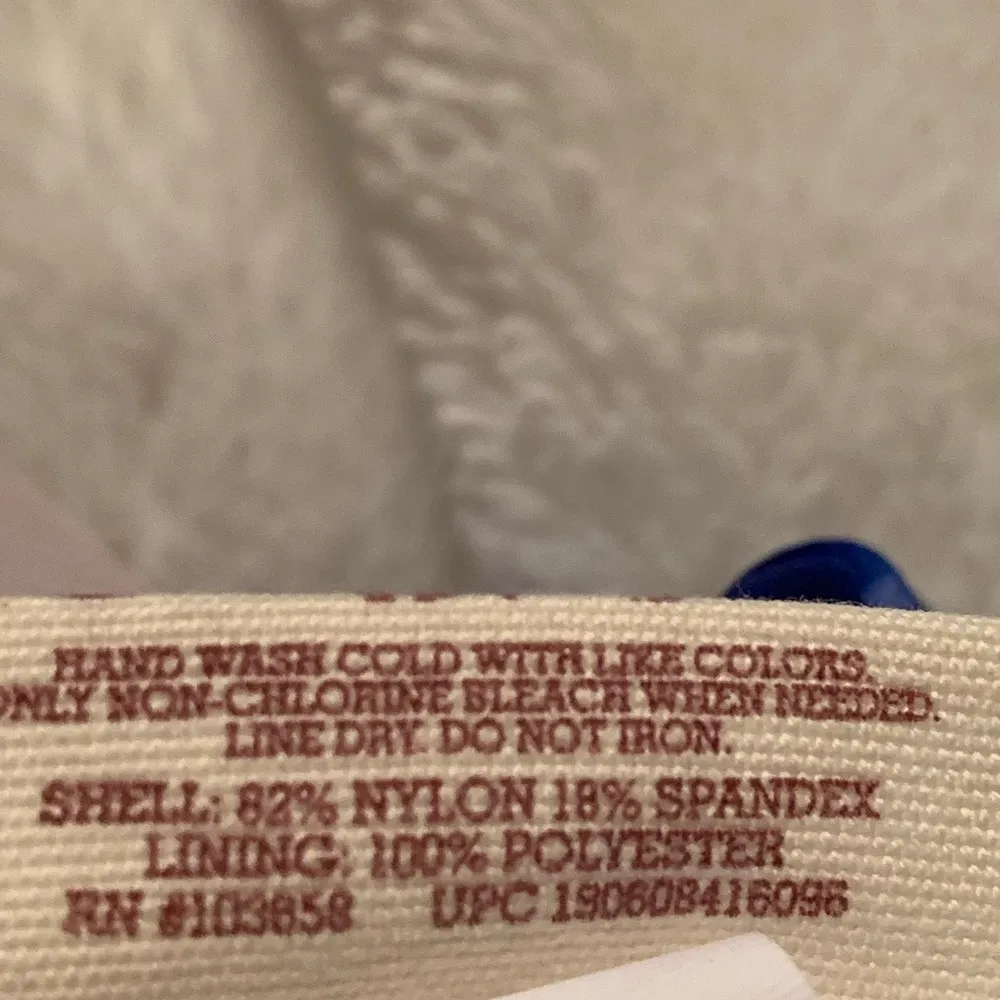 HAND WASH COLD WITH LIKE COLORS.
ONLY NON-CHLORINE BLEACH WHEN NEEDED.
LINE DRY. DO NOT IRON.
SHELL: 82% NYLON 18% SPANDEX
LINING: 100% POLYESTER
RN #103858 UPC 190608416096